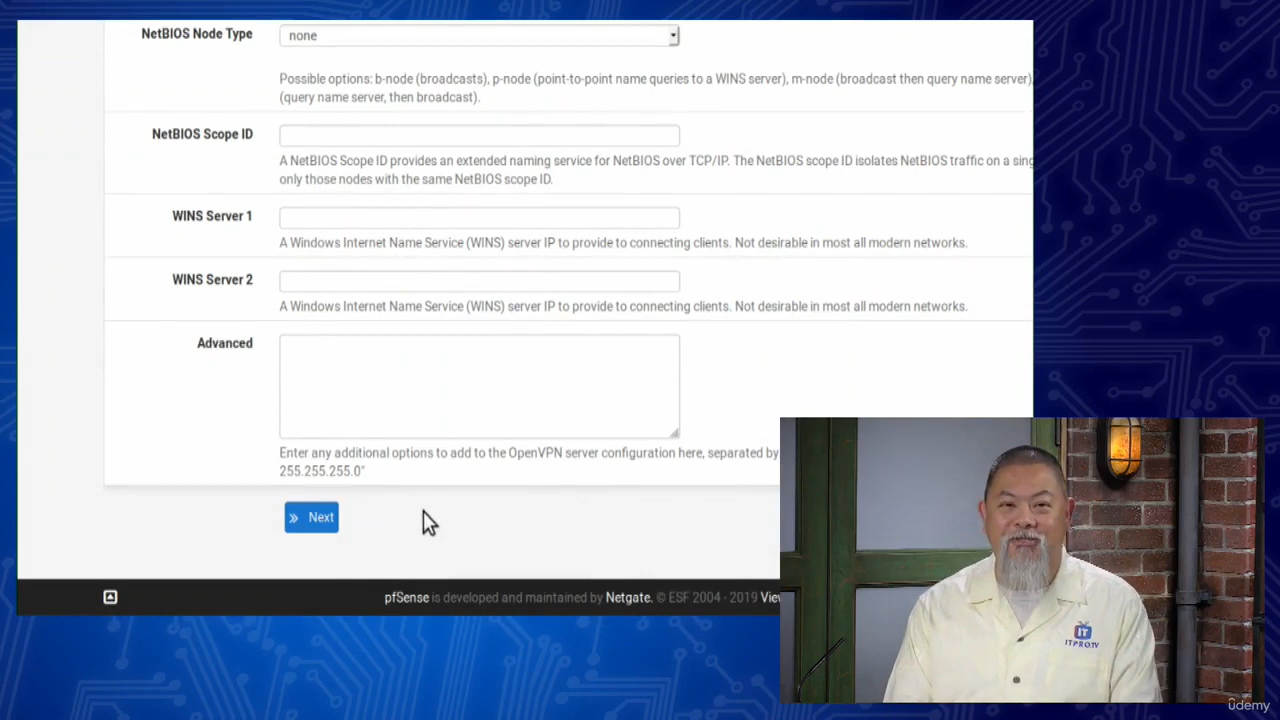 NetBIOS Node Type
none
Possible options: b-node (broadcasts), p-node (point-to-point name queries to a WINS server), m-node (broadcast then query name server),
(query name server, then broadcast).
NetBIOS Scope ID
A NetBIOS Scope ID provides an extended naming service for NetBIOS over TCP/IP. The NetBIOS scope ID isolates NetBIOS traffic on a sing
only those nodes with the same NetBIOS scope ID.
WINS Server 1
A Windows Internet Name Service (WINS) server IP to provide to connecting clients. Not desirable in most all modern networks.
WINS Server 2
A Windows Internet Name Service (WINS) server IP to provide to connecting clients. Not desirable in most all modern networks.
Advanced
Enter any additional options to add to the OpenVPN server configuration here, separated by
255.255.255.0"
» Next
pfSense is developed and maintained by Netgate. © ESF 2004 - 2019 Vie
IT
ITPRO.TV
ûdemy